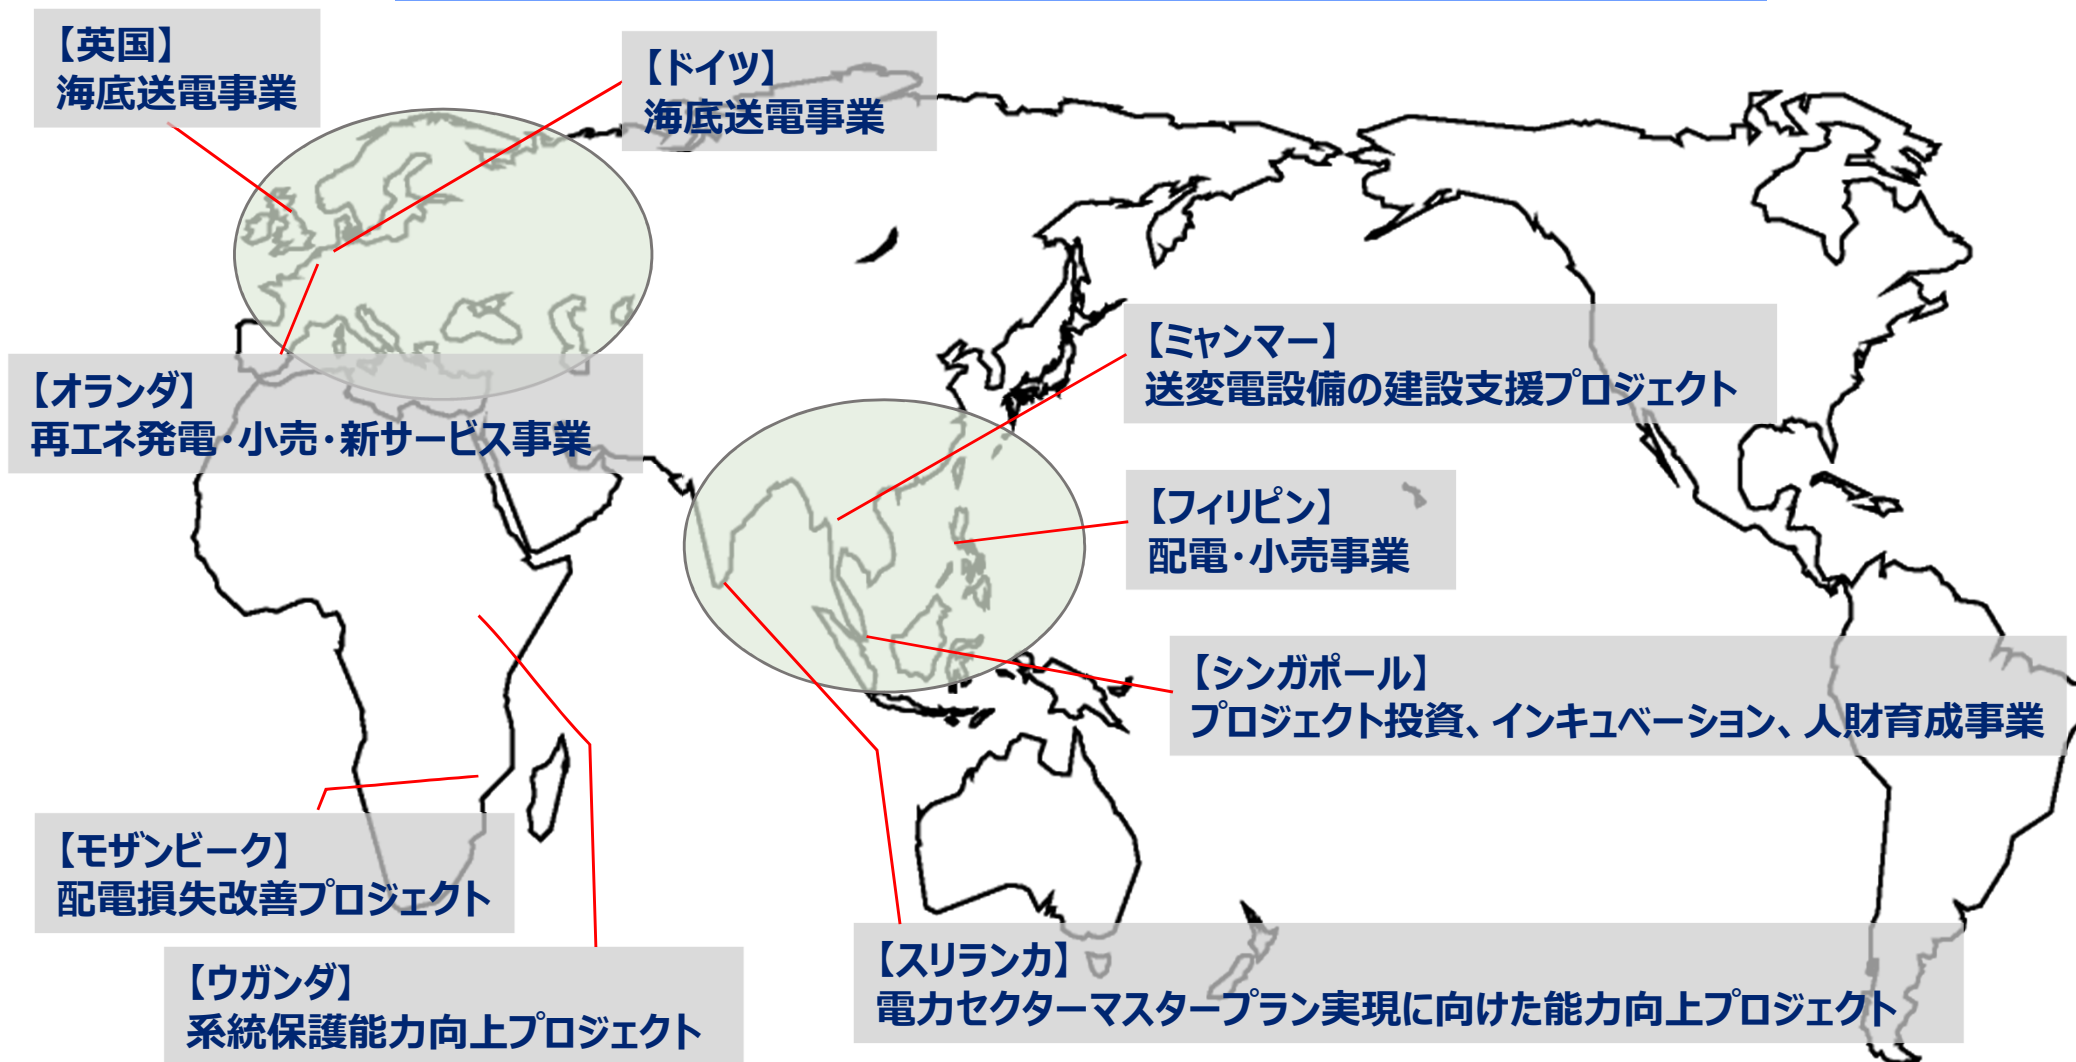 【英国】
海底送電事業
【ドイツ】
海底送電事業
【オランダ】
再エネ発電・小売・新サービス事業
【ミャンマー】
送変電設備の建設支援プロジェクト
【フィリピン】
配電・小売事業
【シンガポール】
プロジェクト投資、インキュベーション、人財育成事業
【モザンビーク】
配電損失改善プロジェクト
【ウガンダ】
系統保護能力向上プロジェクト
【スリランカ】
電力セクターマスタープラン実現に向けた能力向上プロジェクト